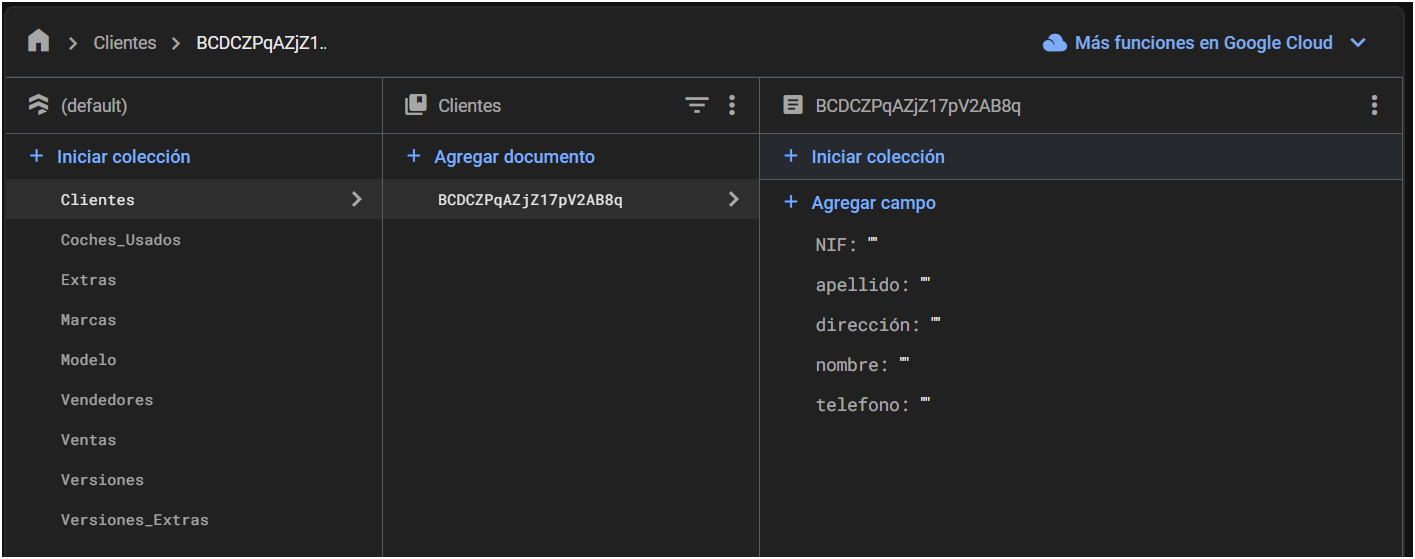 Clientes BCDCZPqAZjZ1..
Más funciones en Google Cloud
(default)
Iniciar colección
Clientes
Coches_Usados
Extras
Marcas
Modelo
Vendedores
Ventas
Versiones
Versiones_Extras
Clientes
Agregar documento
BCDCZPqAZjZ17pV2AB8q
BCDCZPqAZjZ17pV2AB8q
Iniciar colección
Agregar campo
NIF: ""
apellido: ""
dirección: ""
nombre: ""
telefono: ""